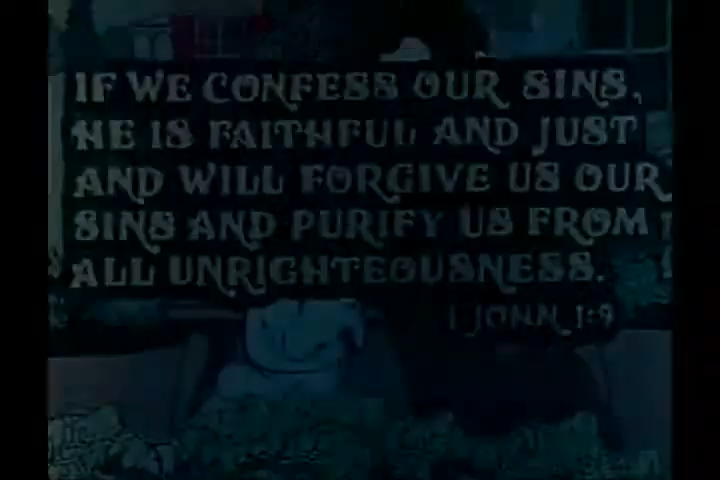 IF WE CONFESS OUR SINS,
HE IS FAITHFUL AND JUST
AND WILL FORGIVE US OUR
SINS AND PURIFY US FROM
ALL UNRIGHTEOUSNESS.
I JOHN 1:9